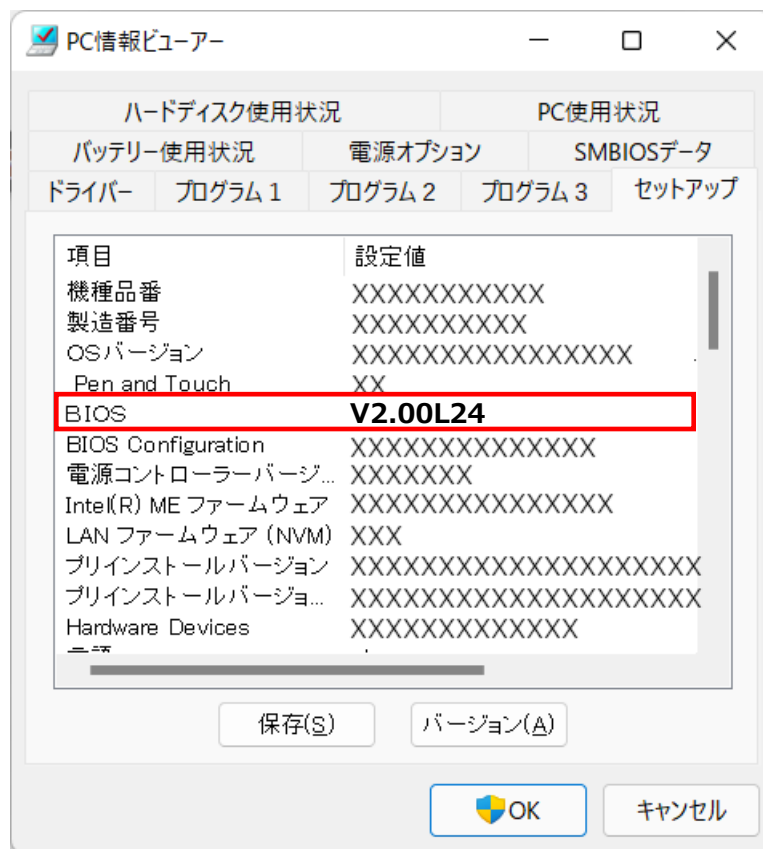 PC情報ビューアー
ハードディスク使用状況 PC使用状況
バッテリー使用状況 電源オプション SMBIOSデータ
ドライバー プログラム 1 プログラム 2 プログラム 3 セットアップ
項目 設定値
機種品番 XXXXXXXXXXX
製造番号 XXXXXXXXXX
OSバージョン XXXXXXXXXXXXXXXX
Pen and Touch XX
BIOS V2.00L24
BIOS Configuration XXXXXXXXXXXXXX
電源コントローラーバージ... XXXXXXX
Intel(R) ME ファームウェア XXXXXXXXXXXXXXX
LAN ファームウェア (NVM) XXX
プリインストールバージョン XXXXXXXXXXXXXXXXXXXX
プリインストールバージョ... XXXXXXXXXXXXXXXXXXXX
Hardware Devices XXXXXXXXXXXXX
保存(S) バージョン(A)
OK キャンセル